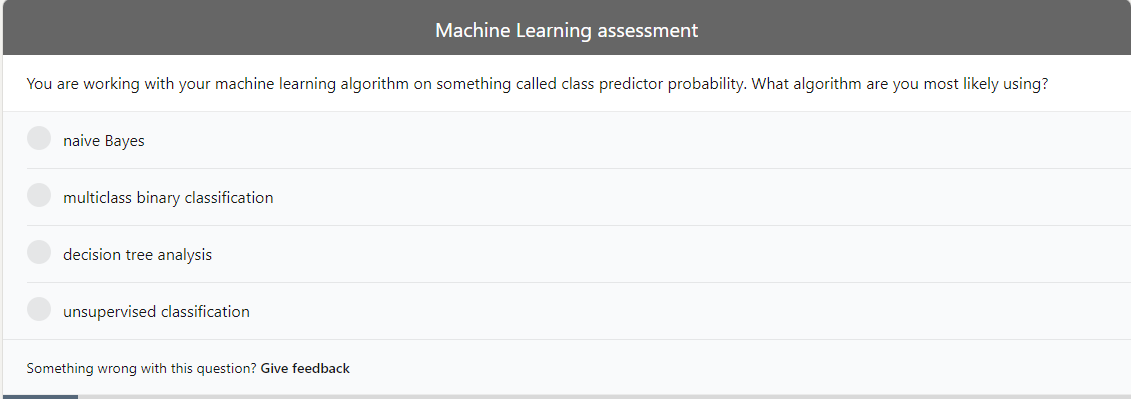 Machine Learning assessment
You are working with your machine learning algorithm on something called class predictor probability. What algorithm are you most likely using?
naive Bayes
multiclass binary classification
decision tree analysis
unsupervised classification
Something wrong with this question? Give feedback